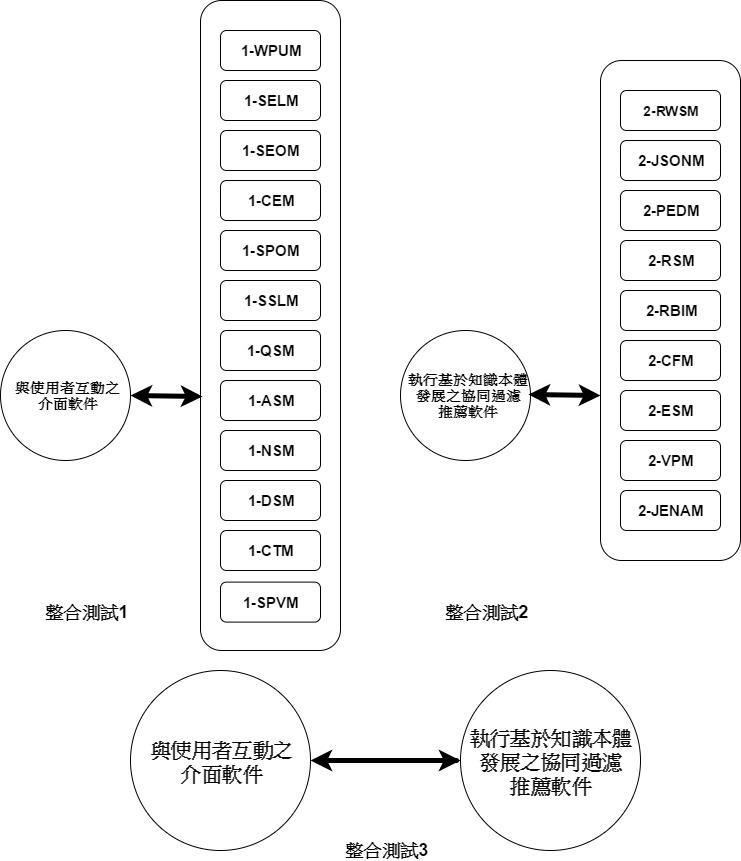 1-WPUM
1-SELM
1-SEOM
1-CEM
1-SPOM
1-SSLM
1-QSM
1-ASM
1-NSM
1-DSM
1-CTM
1-SPVM
與使用者互動之
介面軟件
整合測試1
2-RWSM
2-JSONM
2-PEDM
2-RSM
2-RBIM
2-CFM
2-ESM
2-VPM
2-JENAM
執行基於知識本體
發展之協同過濾
推薦軟件
整合測試2
與使用者互動之
介面軟件
執行基於知識本體
發展之協同過濾
推薦軟件
整合測試3